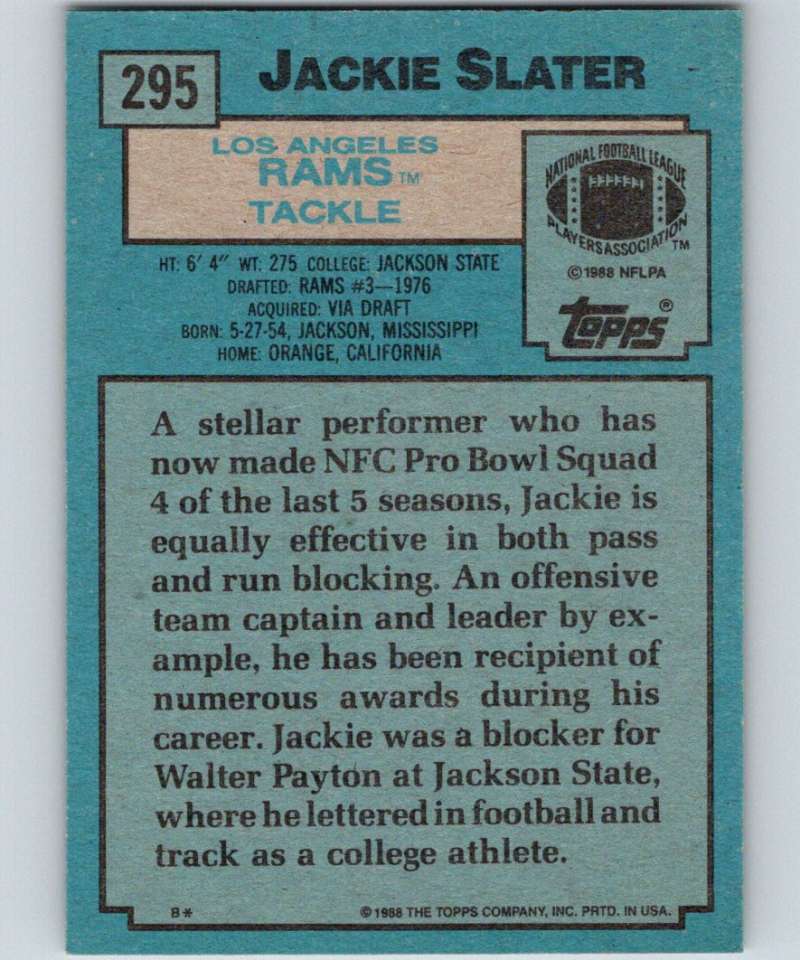 295
JACKIE SLATER
LOS ANGELES
RAMS™
TACKLE
NATIONAL FOOTBALL LEAGUE
PLAYERS ASSOCIATION™
©1988 NFLPA
topps®
HT: 6' 4" WT: 275 COLLEGE: JACKSON STATE
DRAFTED: RAMS #3—1976
ACQUIRED: VIA DRAFT
BORN: 5-27-54, JACKSON, MISSISSIPPI
HOME: ORANGE, CALIFORNIA
A stellar performer who has
now made NFC Pro Bowl Squad
4 of the last 5 seasons, Jackie is
equally effective in both pass
and run blocking. An offensive
team captain and leader by ex-
ample, he has been recipient of
numerous awards during his
career. Jackie was a blocker for
Walter Payton at Jackson State,
where he lettered in football and
track as a college athlete.
B* ©1988 THE TOPPS COMPANY, INC. PRTD. IN USA.